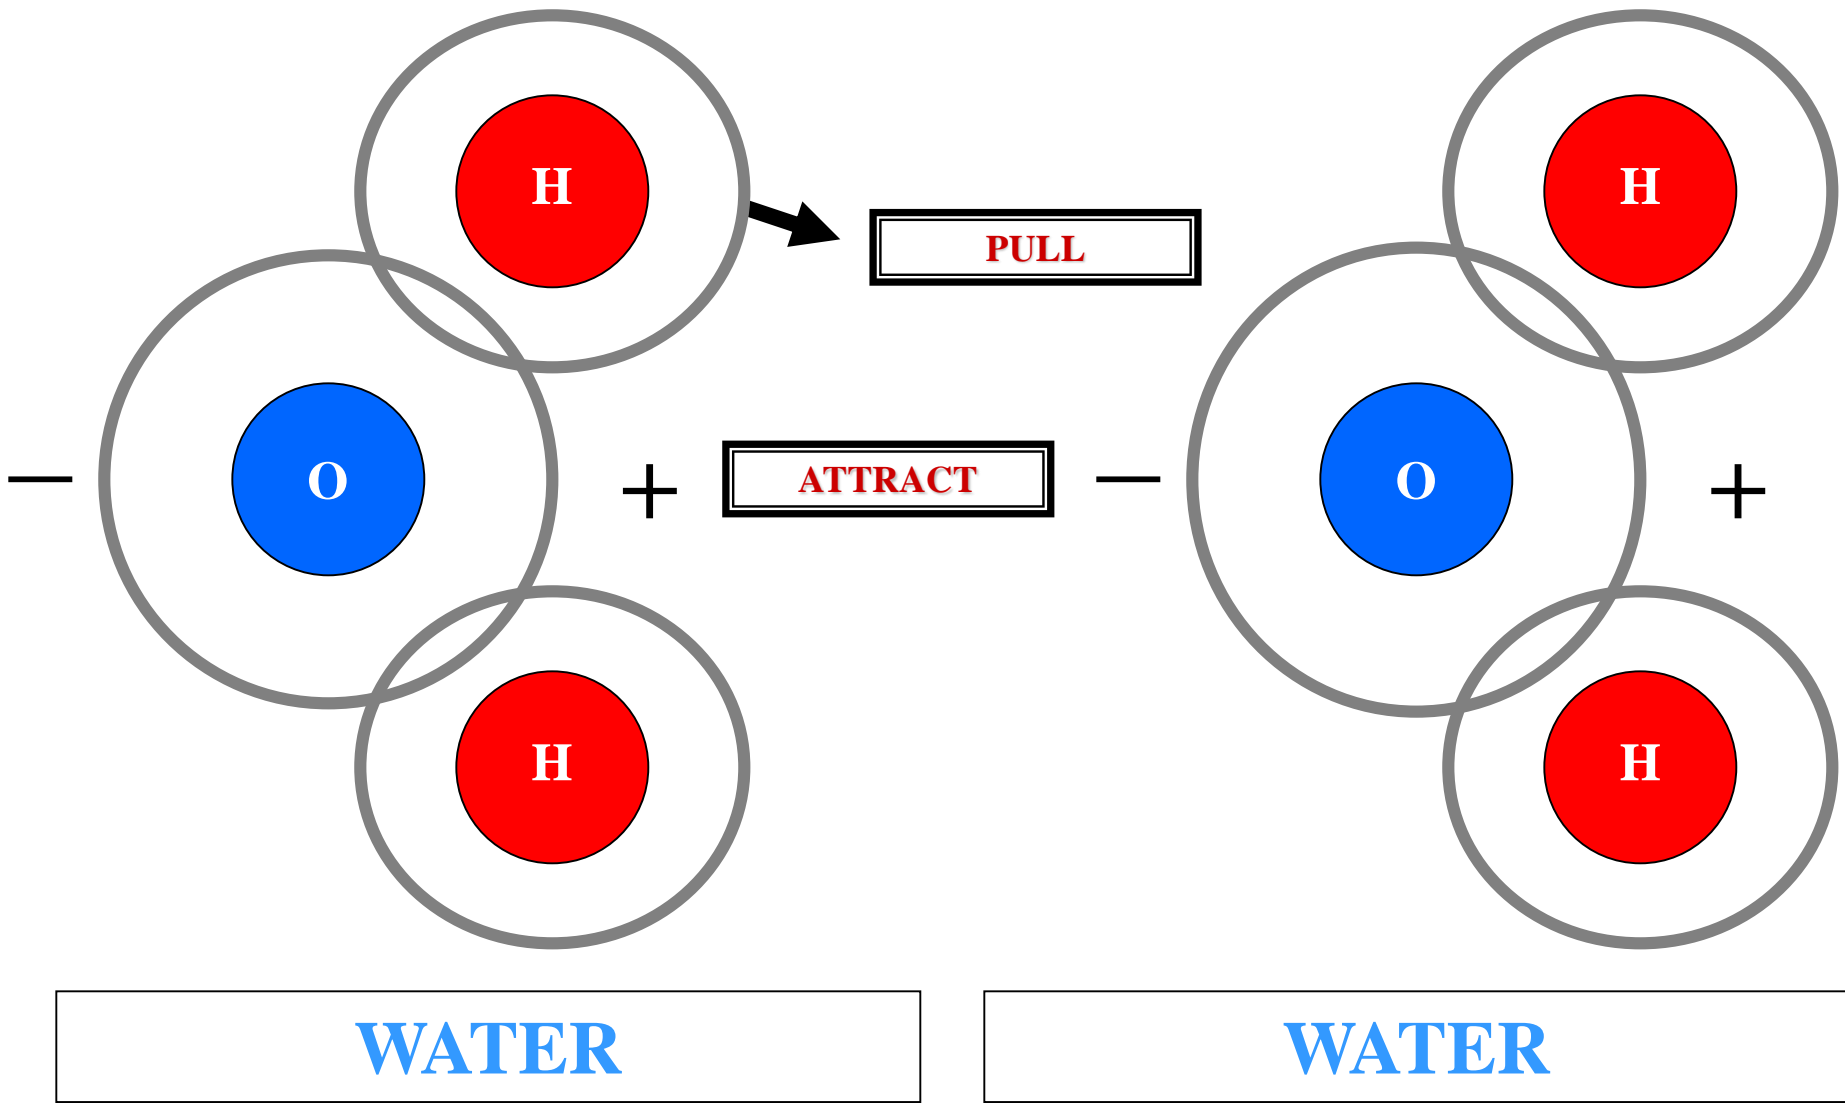 H
H
PULL
O
O
–
+
ATTRACT
–
+
H
H
WATER
WATER